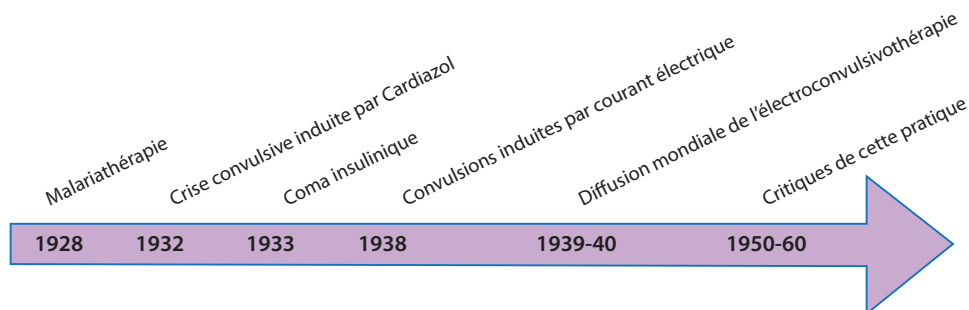 Malariathérapie
Crise convulsive induite par Cardiazol
Coma insulinique
Convulsions induites par courant électrique
Diffusion mondiale de l'électroconvulsivothérapie
Critiques de cette pratique
1928
1932
1933
1938
1939-40
1950-60